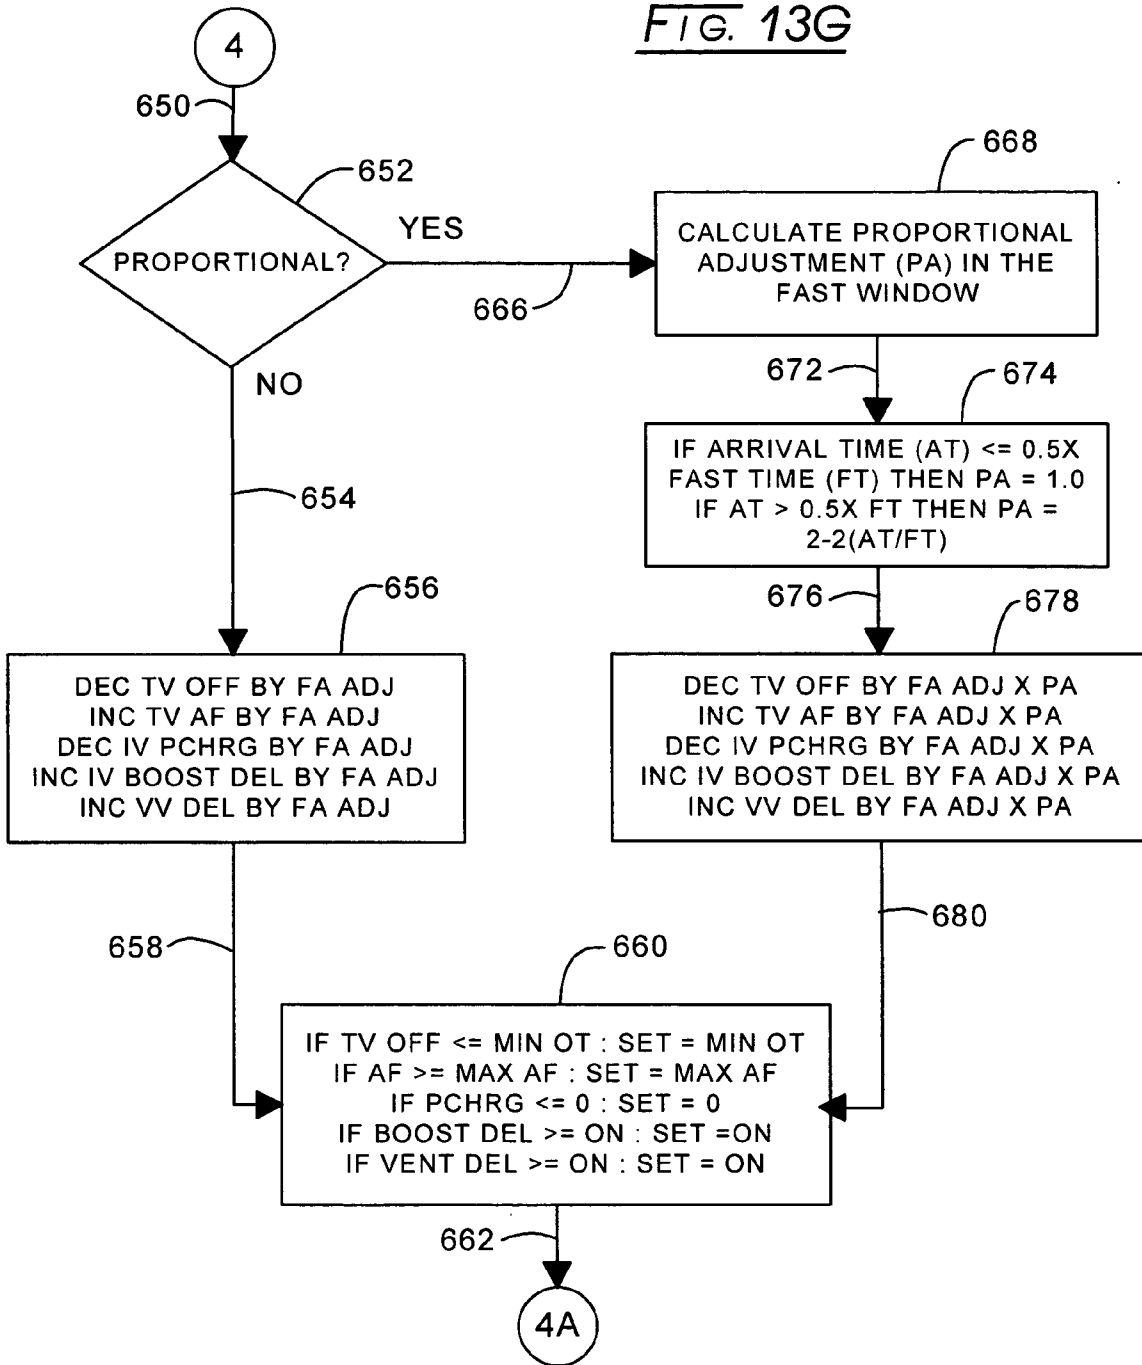 FIG. 13G
4
650
652
PROPORTIONAL?
YES
666
668
CALCULATE PROPORTIONAL
ADJUSTMENT (PA) IN THE
FAST WINDOW
672
674
IF ARRIVAL TIME (AT) <= 0.5X
FAST TIME (FT) THEN PA = 1.0
IF AT > 0.5X FT THEN PA =
2-2(AT/FT)
676
678
DEC TV OFF BY FA ADJ X PA
INC TV AF BY FA ADJ X PA
DEC IV PCHRG BY FA ADJ X PA
INC IV BOOST DEL BY FA ADJ X PA
INC VV DEL BY FA ADJ X PA
680
NO
654
656
DEC TV OFF BY FA ADJ
INC TV AF BY FA ADJ
DEC IV PCHRG BY FA ADJ
INC IV BOOST DEL BY FA ADJ
INC VV DEL BY FA ADJ
658
660
IF TV OFF <= MIN OT : SET = MIN OT
IF AF >= MAX AF : SET = MAX AF
IF PCHRG <= 0 : SET = 0
IF BOOST DEL >= ON : SET =ON
IF VENT DEL >= ON : SET = ON
662
4A